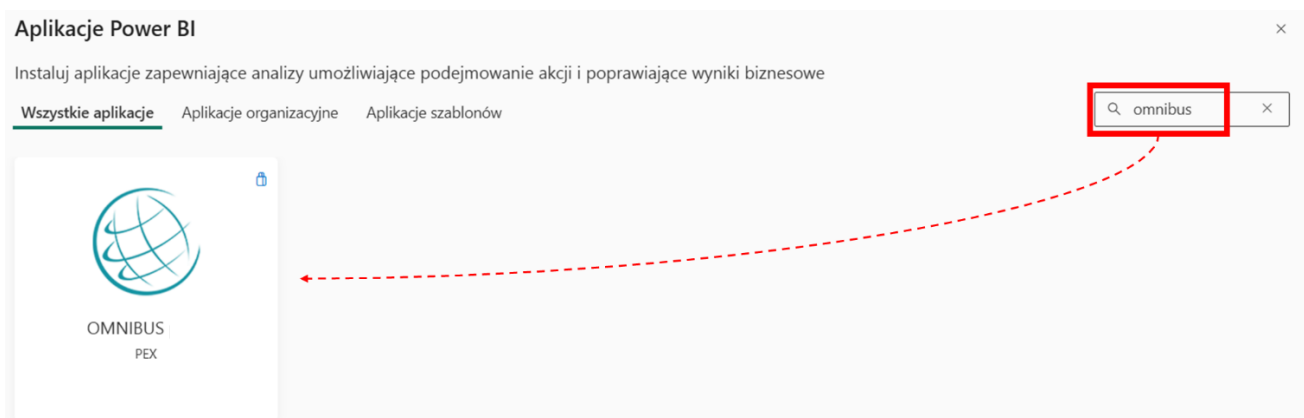 Aplikacje Power BI
Instaluj aplikacje zapewniające analizy umożliwiające podejmowanie akcji i poprawiające wyniki biznesowe
Wszystkie aplikacje Aplikacje organizacyjne Aplikacje szablonów
omnibus
OMNIBUS
PEX